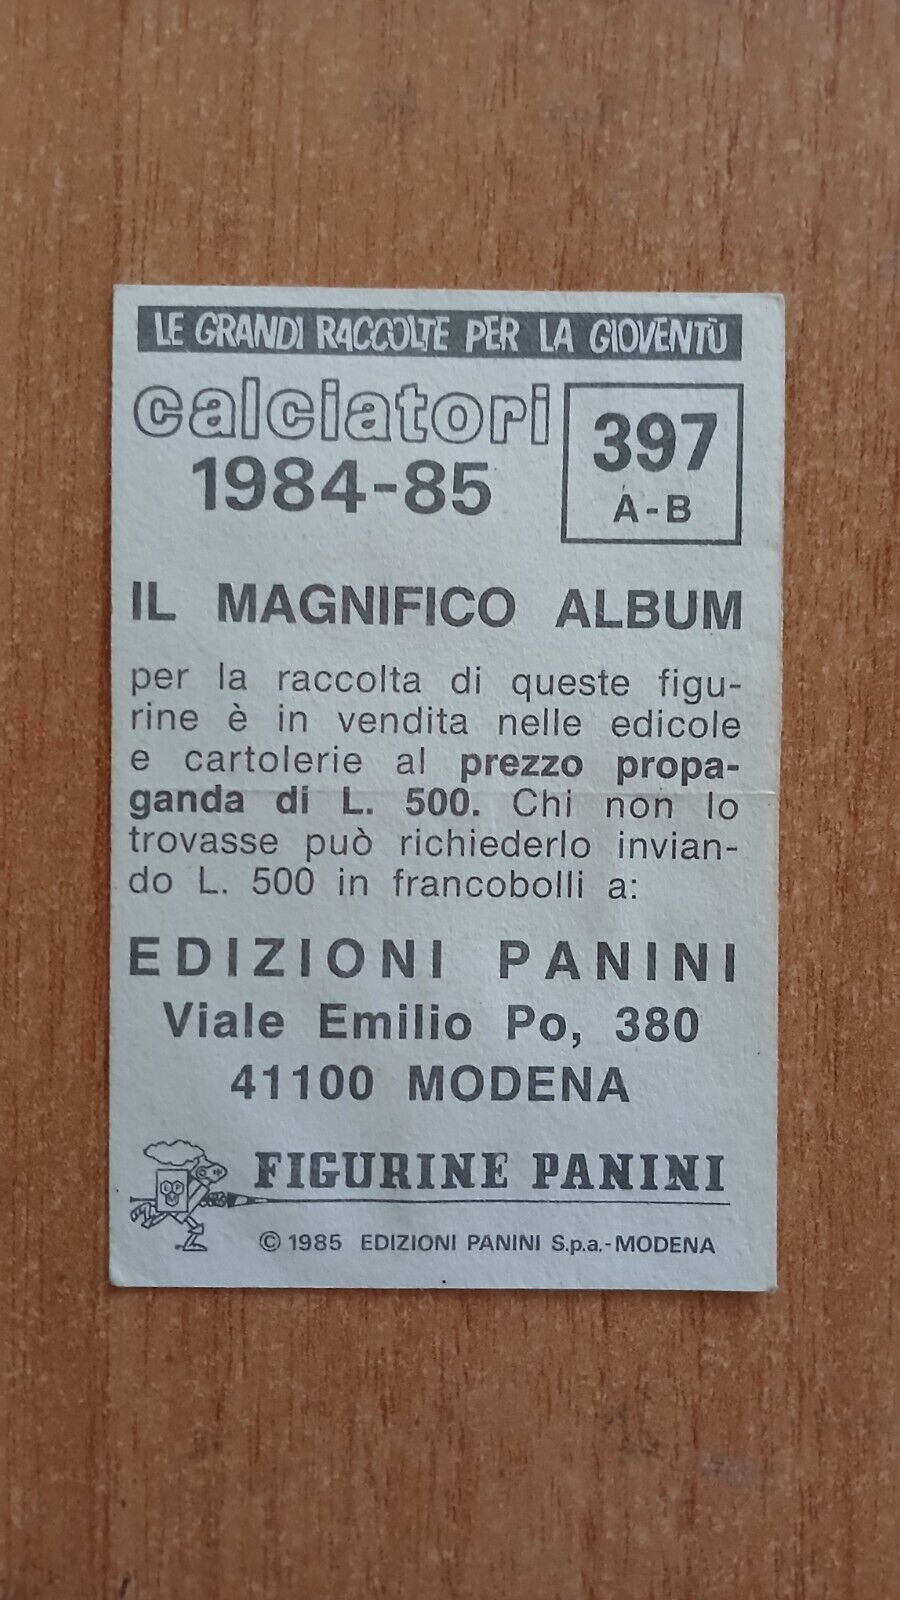 LE GRANDI RACCOLTE PER LA GIOVENTÙ
calciatori
1984-85
397
A-B
IL MAGNIFICO ALBUM
per la raccolta di queste figu-
rine è in vendita nelle edicole
e cartolerie al prezzo propa-
ganda di L. 500. Chi non lo
trovasse può richiederlo invian-
do L. 500 in francobolli a:
EDIZIONI PANINI
Viale Emilio Po, 380
41100 MODENA
FIGURINE PANINI
© 1985 EDIZIONI PANINI S.p.a.-MODENA